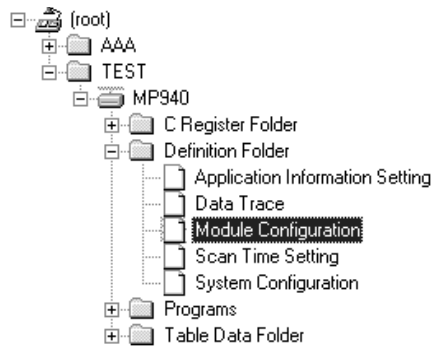 (root)
AAA
TEST
MP940
C Register Folder
Definition Folder
Application Information Setting
Data Trace
Module Configuration
Scan Time Setting
System Configuration
Programs
Table Data Folder